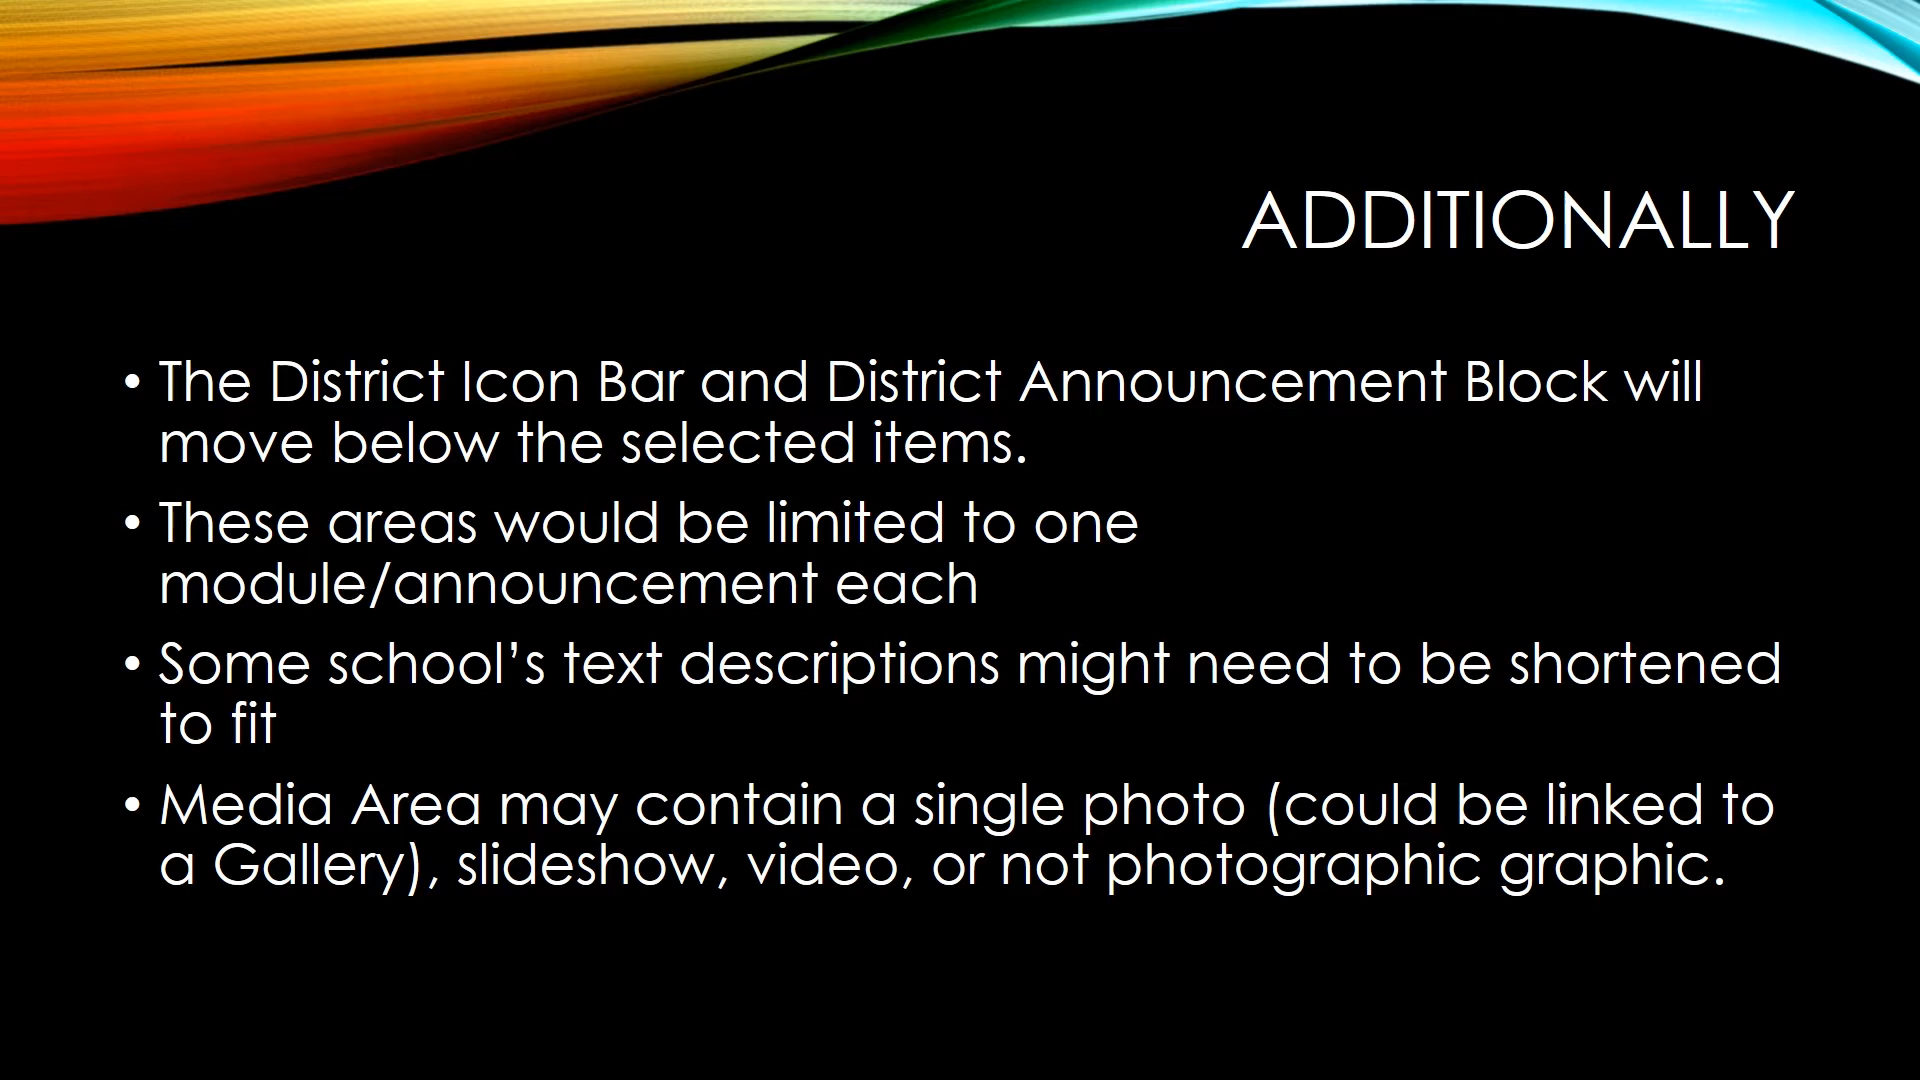 ADDITIONALLY
• The District Icon Bar and District Announcement Block will
move below the selected items.
• These areas would be limited to one
module/announcement each
• Some school’s text descriptions might need to be shortened
to fit
• Media Area may contain a single photo (could be linked to
a Gallery), slideshow, video, or not photographic graphic.